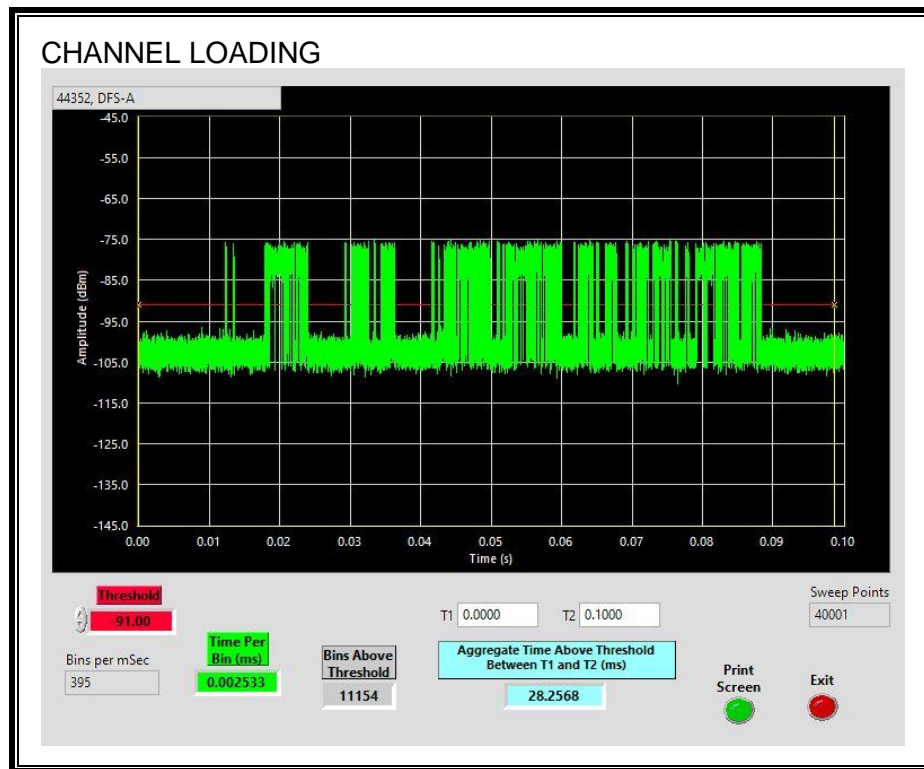 CHANNEL LOADING
44352, DFS-A
-45.0
-55.0
-65.0
-75.0
-85.0
-95.0
-105.0
-115.0
-125.0
-135.0
-145.0
Amplitude (dBm)
0.00 0.01 0.02 0.03 0.04 0.05 0.06 0.07 0.08 0.09 0.10
Time (s)
Threshold
-91.00
Bins per mSec
395
Time Per
Bin (ms)
0.002533
Bins Above
Threshold
11154
T1 0.0000 T2 0.1000
Aggregate Time Above Threshold
Between T1 and T2 (ms)
28.2568
Sweep Points
40001
Print
Screen
Exit